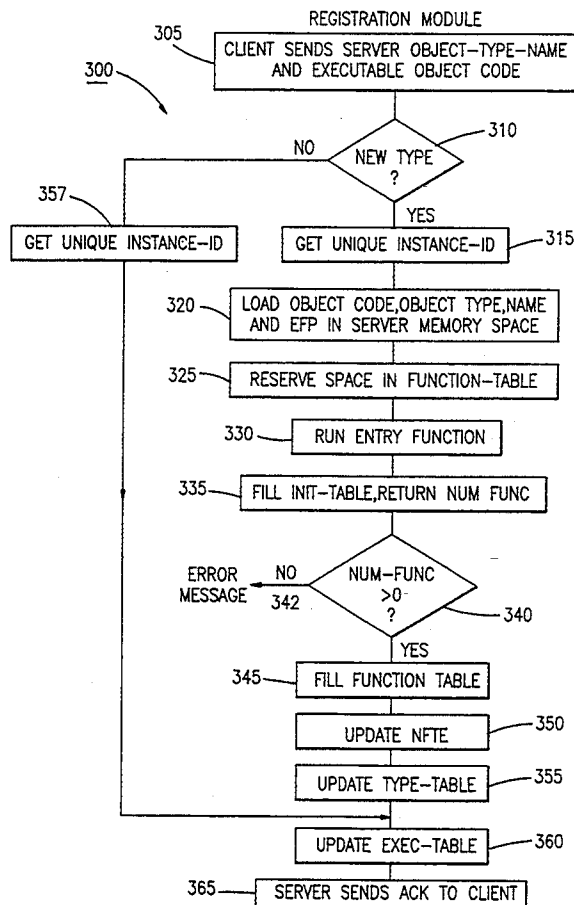 REGISTRATION MODULE
305
CLIENT SENDS SERVER OBJECT-TYPE-NAME
AND EXECUTABLE OBJECT CODE
300
310
NO
NEW TYPE
?
357
YES
GET UNIQUE INSTANCE-ID
GET UNIQUE INSTANCE-ID
315
320
LOAD OBJECT CODE,OBJECT TYPE,NAME
AND EFP IN SERVER MEMORY SPACE
325
RESERVE SPACE IN FUNCTION-TABLE
330
RUN ENTRY FUNCTION
335
FILL INIT-TABLE,RETURN NUM FUNC
ERROR
MESSAGE
NO
342
NUM-FUNC
>0
?
340
YES
345
FILL FUNCTION TABLE
UPDATE NFTE
350
UPDATE TYPE-TABLE
355
UPDATE EXEC-TABLE
360
365
SERVER SENDS ACK TO CLIENT